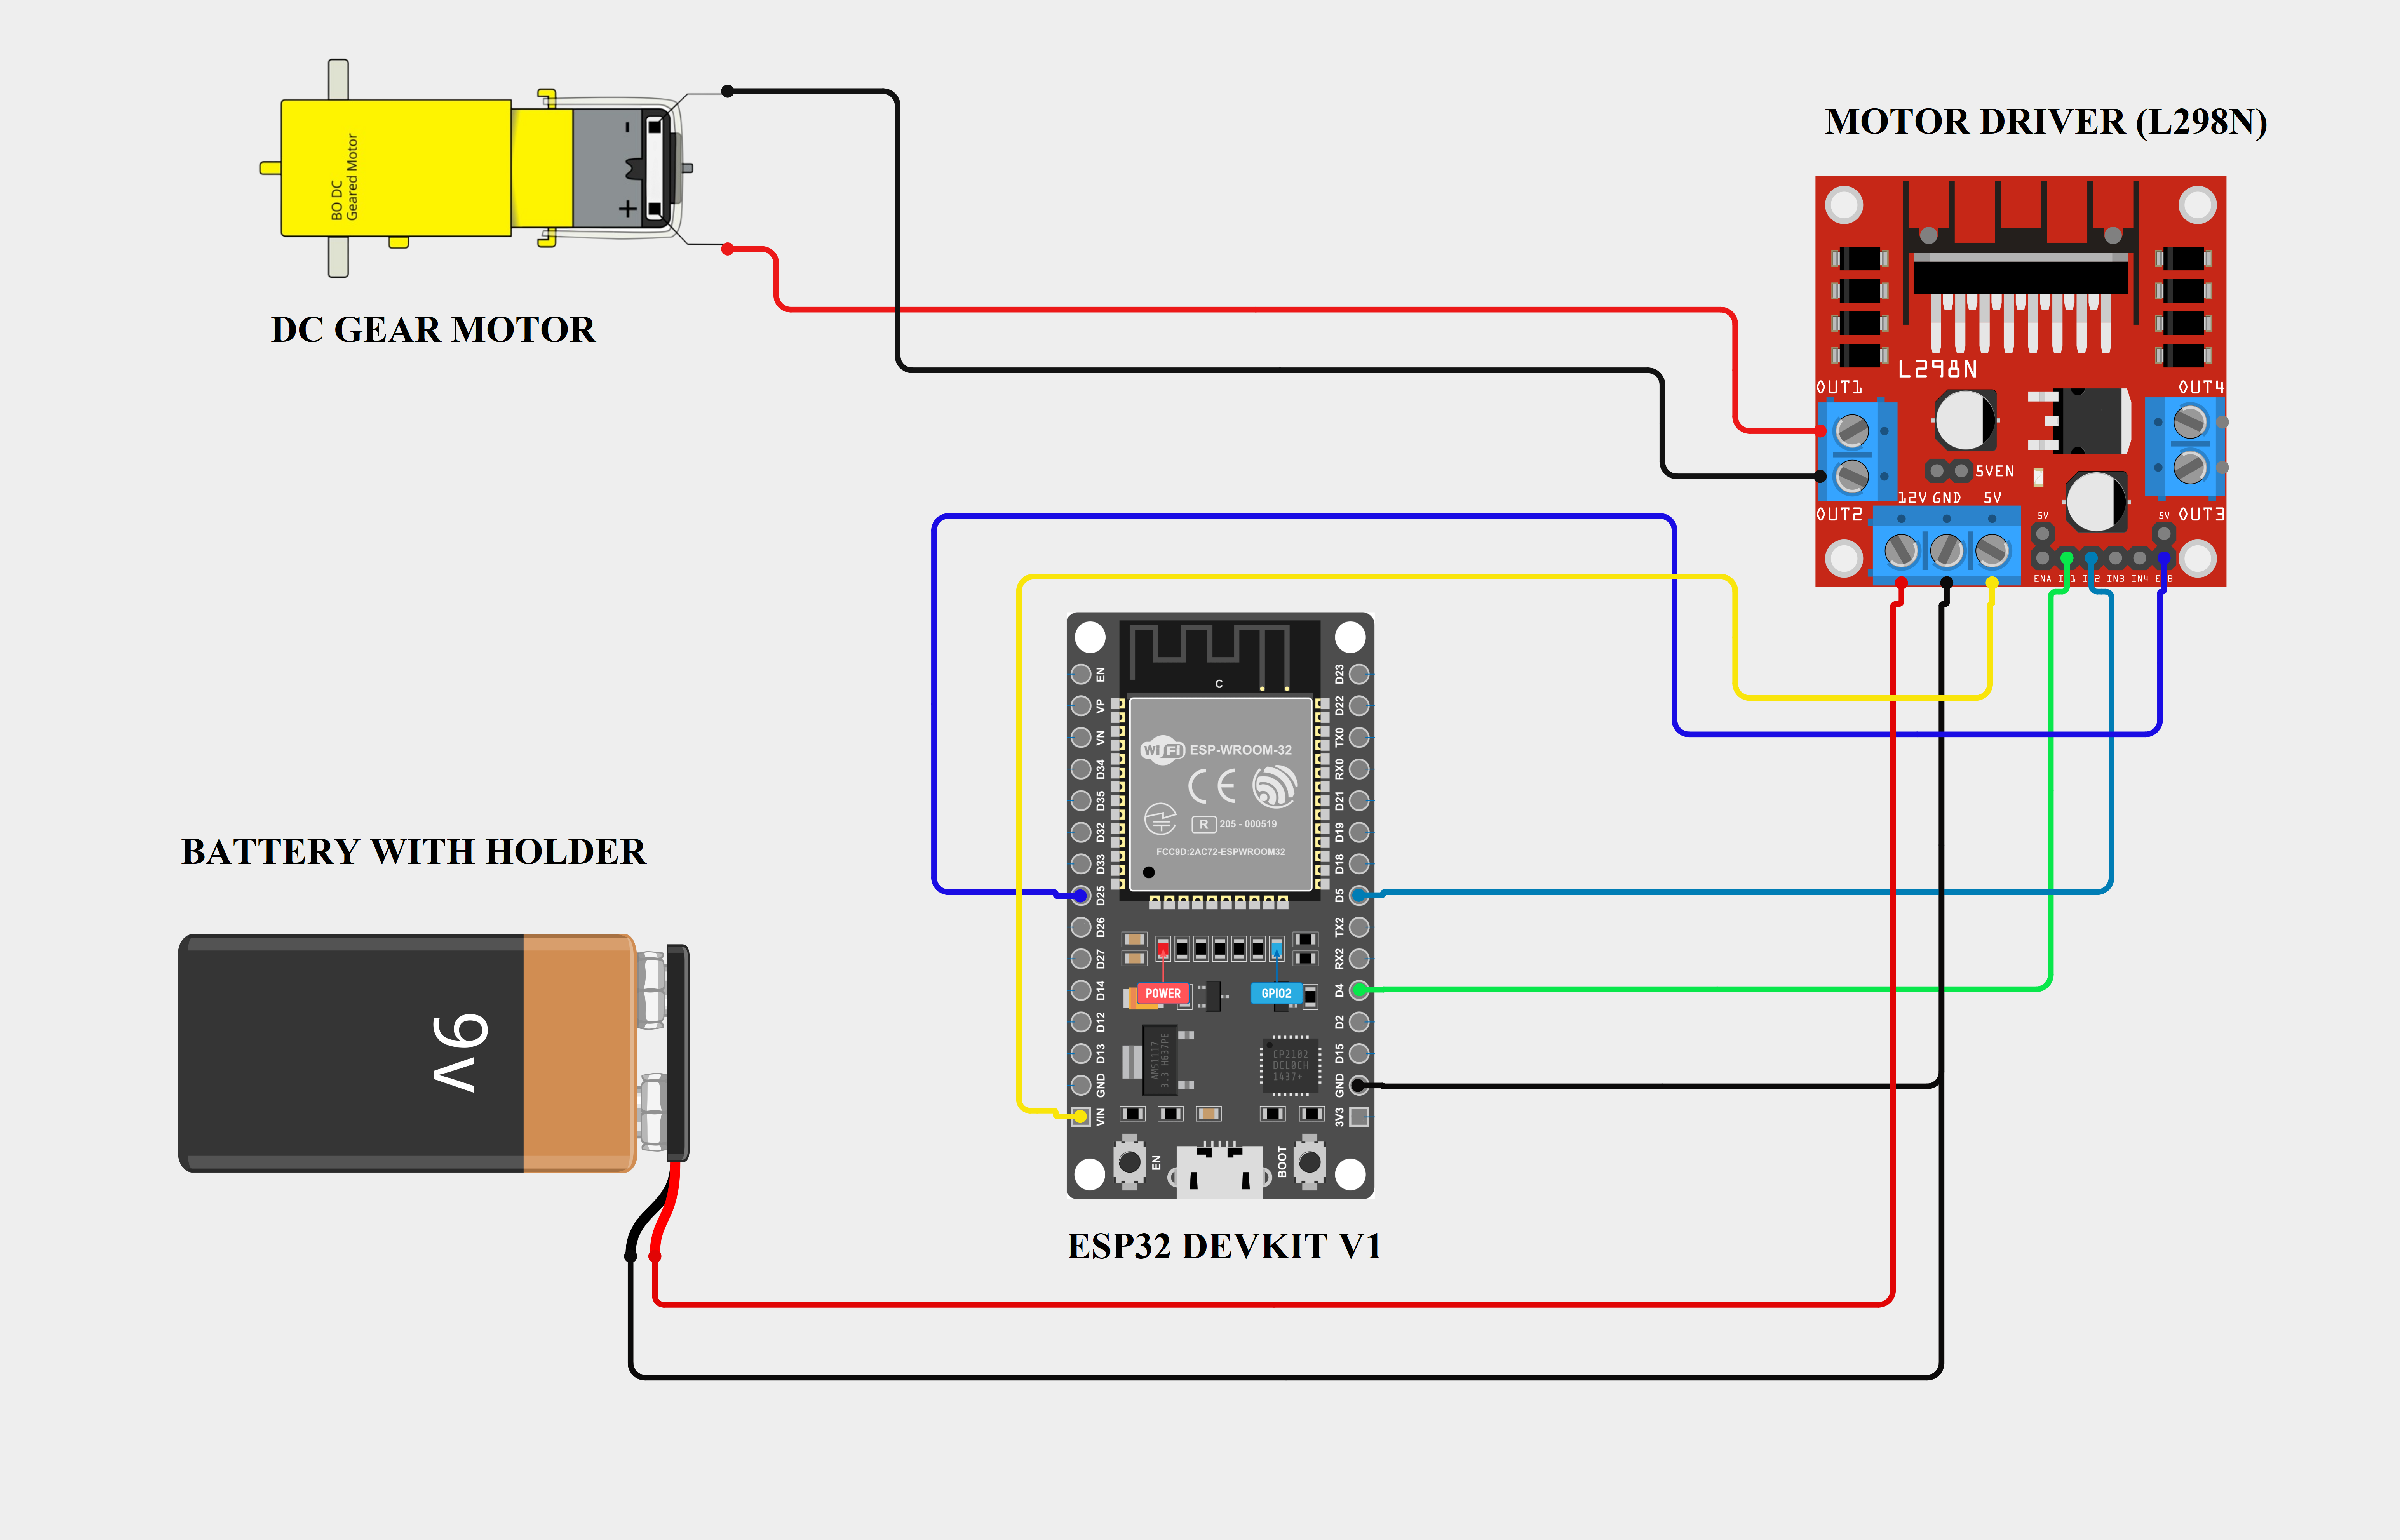 MOTOR DRIVER (L298N)
BO DC
Geared Motor
-
+
DC GEAR MOTOR
L298N
OUT1
OUT4
5VEN
12V GND 5V
OUT2
OUT3
5V
5V
ENA IN3 IN4
C
WiFi ESP-WROOM-32
CE
R 205 - 000519
FCC9D:2AC72-ESPWROOM32
EN
VP
VN
D34
D35
D32
D33
D25
D26
D27
D14
D12
D13
GND
VIN
D23
D22
TX0
RX0
D21
D19
D18
D5
TX2
RX2
D4
D2
D15
GND
3V3
POWER
GPIO2
AMS1117
3.3 H637PE
CP2102
DCL0CH
1437+
EN
BOOT
ESP32 DEVKIT V1
BATTERY WITH HOLDER
9v